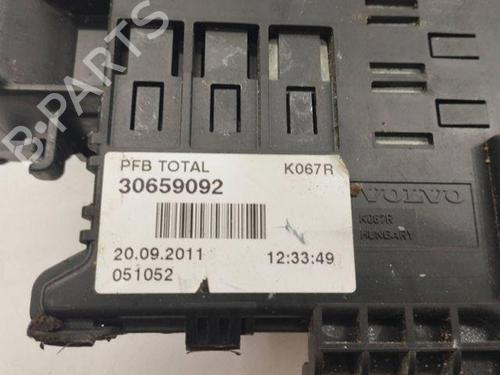 B-PARTS
PFB TOTAL K067R
30659092
20.09.2011 12:33:49
051052
VOLVO
K067R
HUNGARY